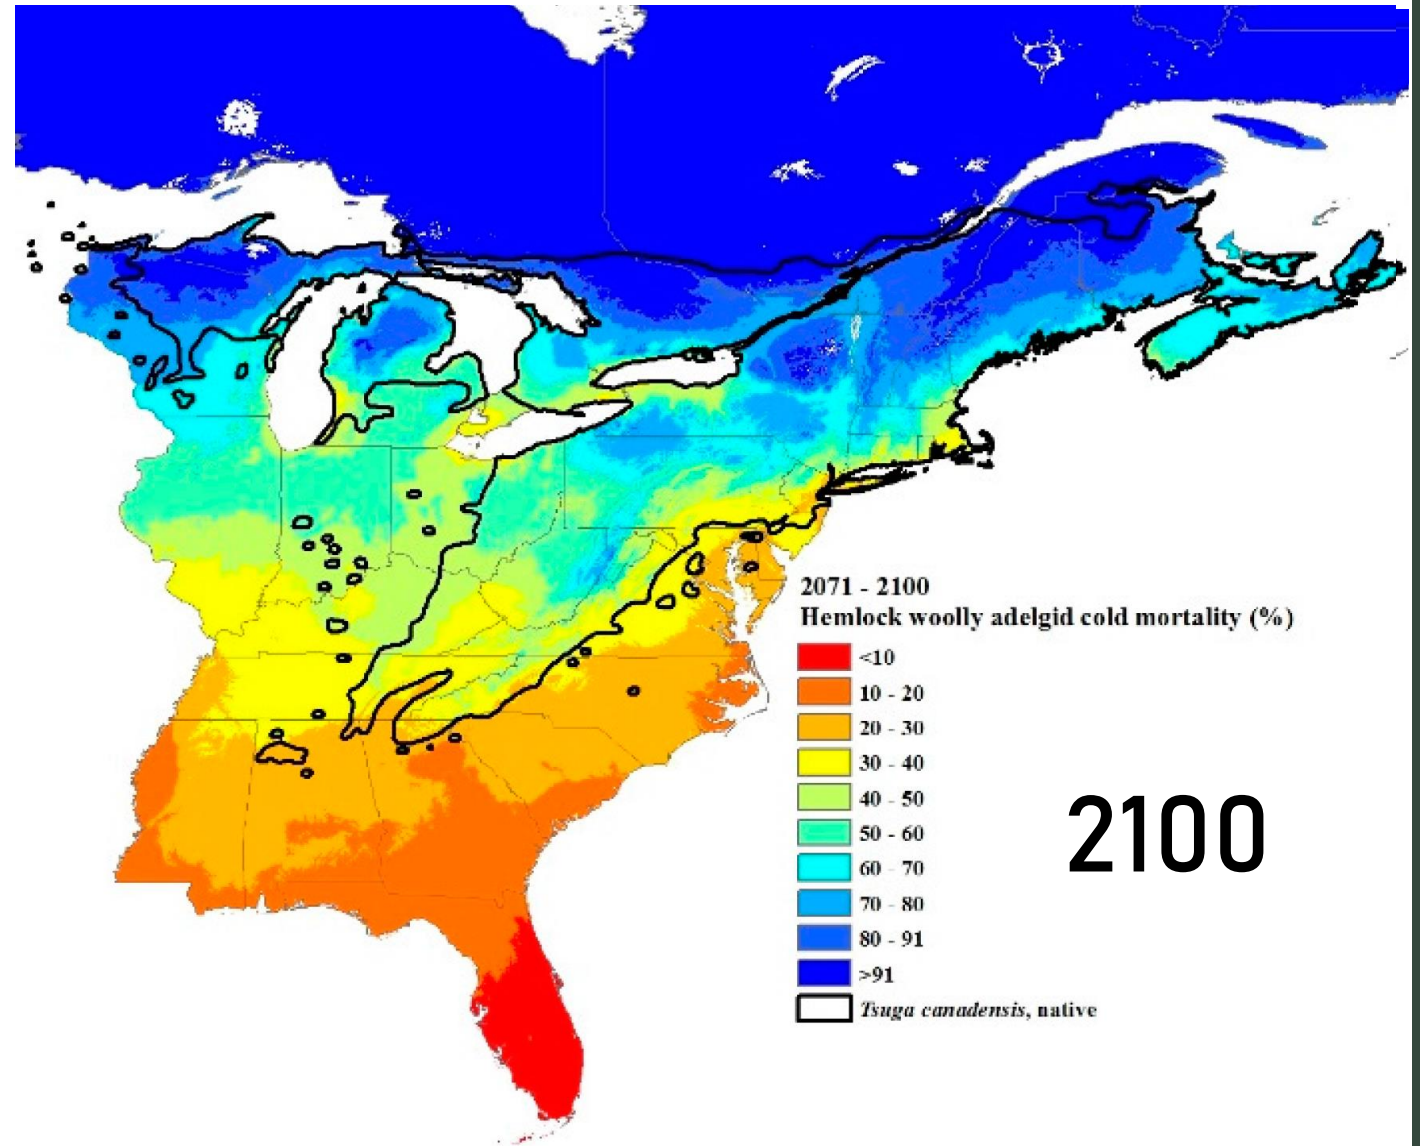 2071 - 2100
Hemlock woolly adelgid cold mortality (%)
<10
10 - 20
20 - 30
30 - 40
40 - 50
50 - 60
60 - 70
70 - 80
80 - 91
>91
Tsuga canadensis, native
2100